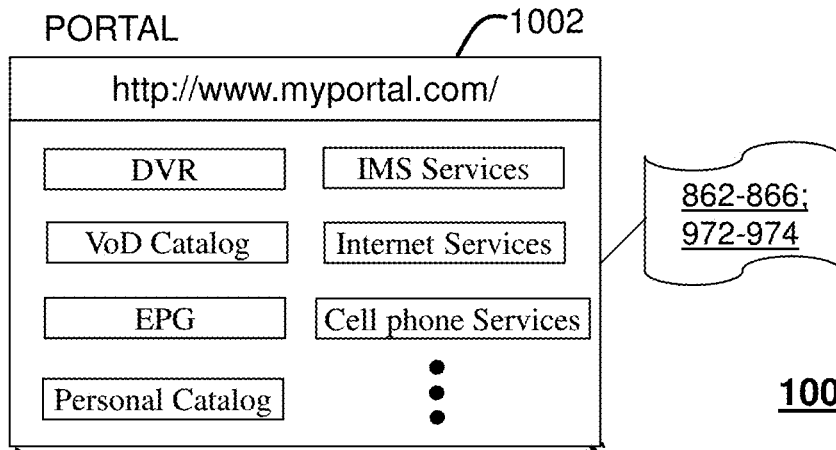 PORTAL
1002
http://www.myportal.com/
DVR
IMS Services
VoD Catalog
Internet Services
EPG
Cell phone Services
Personal Catalog
862-866;
972-974
100